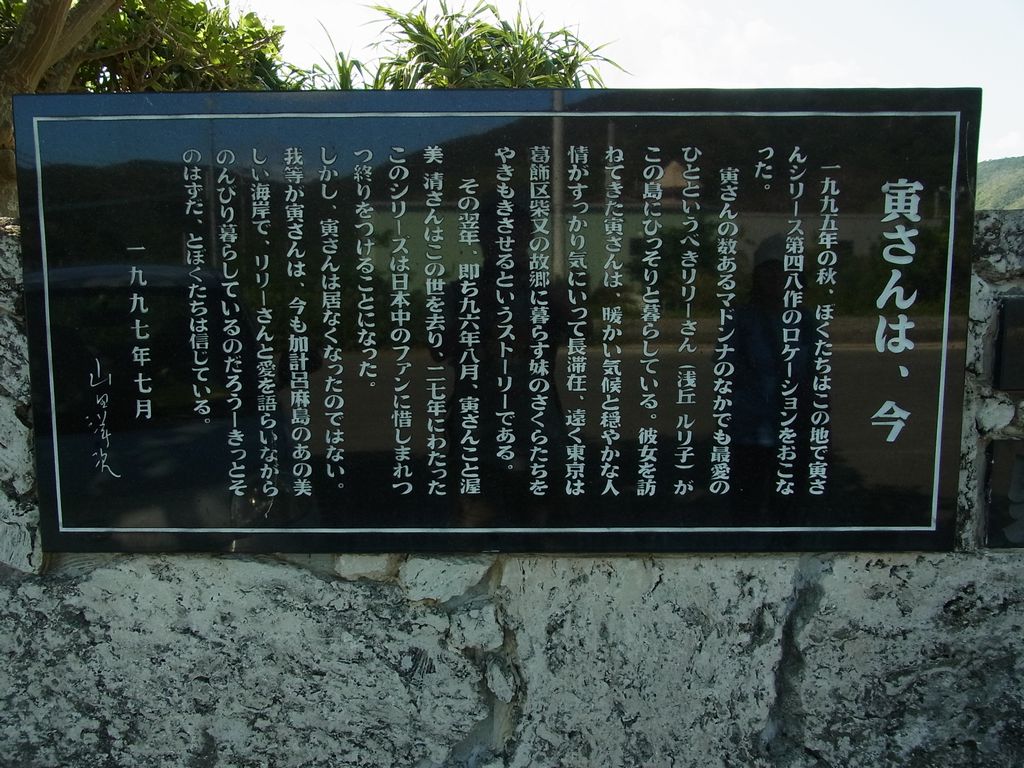 寅さんは、今
一九九五年の秋、ぼくたちはこの地で寅さ
んシリーズ第四八作のロケーションをおこな
った。
寅さんの数あるマドンナのなかでも最愛の
ひとというべきリリーさん（浅丘 ルリ子）が
この島にひっそりと暮らしている。彼女を訪
ねてきた寅さんは、暖かい気候と穏やかな人
情がすっかり気にいって長滞在、遠く東京は
葛飾区柴又の故郷に暮らす妹のさくらたちを
やきもきさせるというストーリーである。
その翌年、即ち九六年八月、寅さんこと渥
美 清さんはこの世を去り、二七年にわたった
このシリーズは日本中のファンに惜しまれつ
つ終りをつけることになった。
しかし、寅さんは居なくなったのではない。
我等が寅さんは、今も加計呂麻島のあの美
しい海岸で、リリーさんと愛を語らいながら
のんびり暮らしているのだろうーきっとそ
のはずだ、とぼくたちは信じている。
一九九七年七月
山田洋次